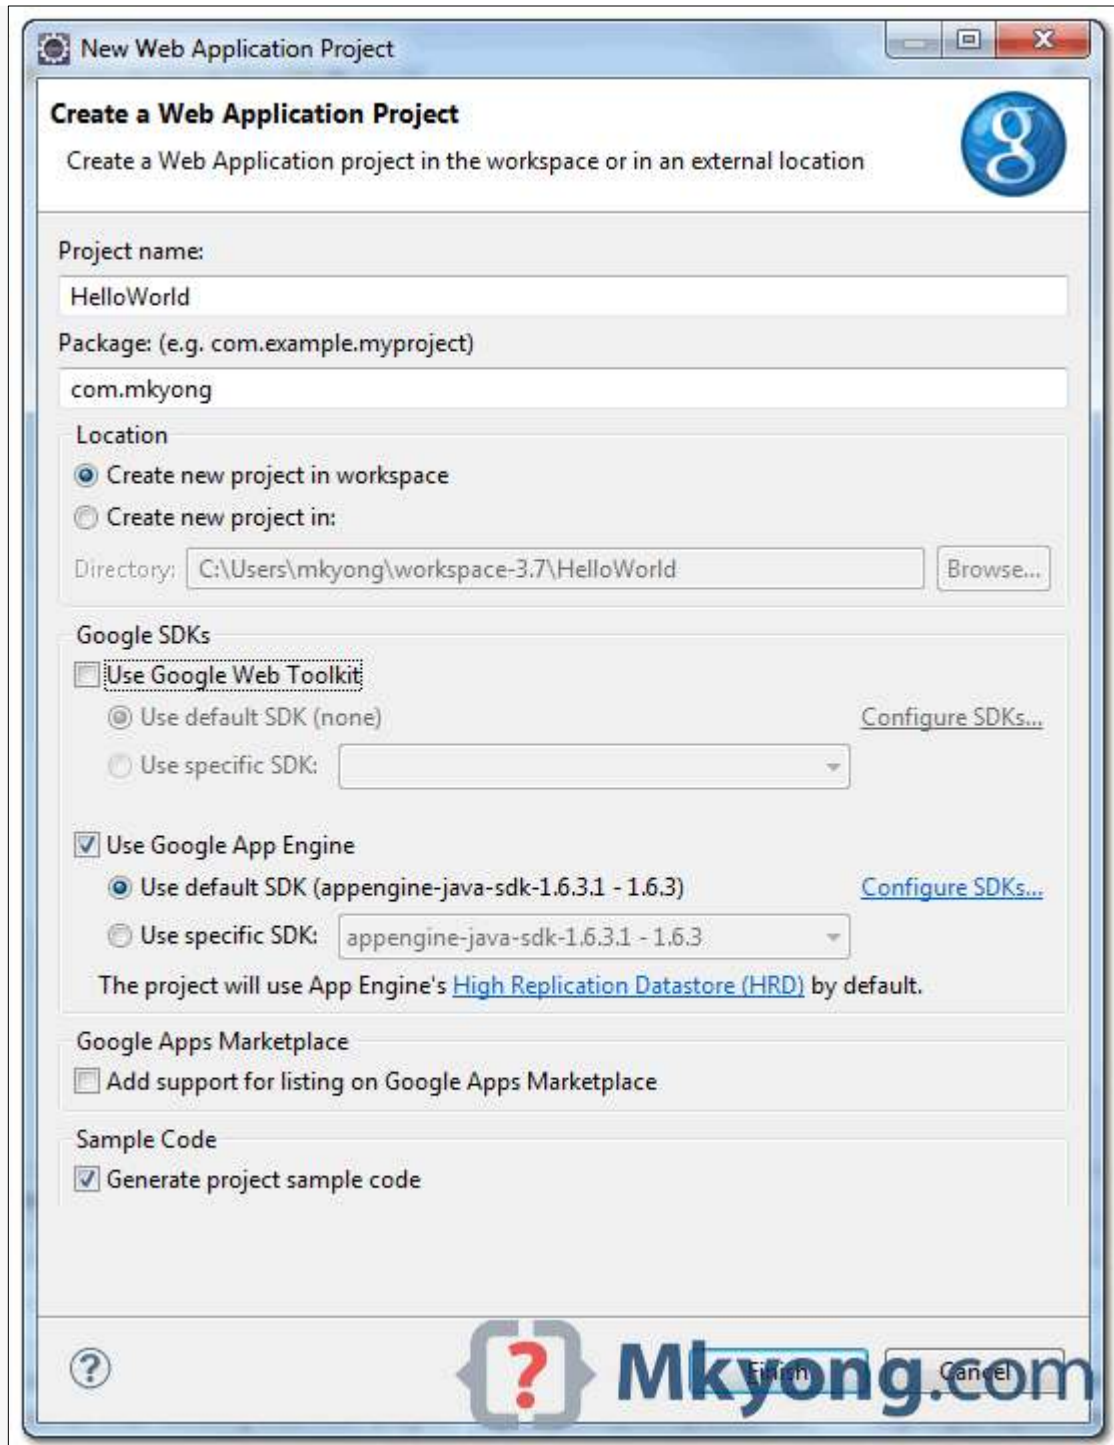 New Web Application Project
Create a Web Application Project
Create a Web Application project in the workspace or in an external location
g
Project name:
HelloWorld
Package: (e.g. com.example.myproject)
com.mkyong
Location
Create new project in workspace
Create new project in:
Directory: C:\Users\mkyong\workspace-3.7\HelloWorld Browse...
Google SDKs
Use Google Web Toolkit
Use default SDK (none) Configure SDKs...
Use specific SDK:
Use Google App Engine
Use default SDK (appengine-java-sdk-1.6.3.1 - 1.6.3) Configure SDKs...
Use specific SDK: appengine-java-sdk-1.6.3.1 - 1.6.3
The project will use App Engine's High Replication Datastore (HRD) by default.
Google Apps Marketplace
Add support for listing on Google Apps Marketplace
Sample Code
Generate project sample code
? Finish Cancel
{[?]} Mkyong.com